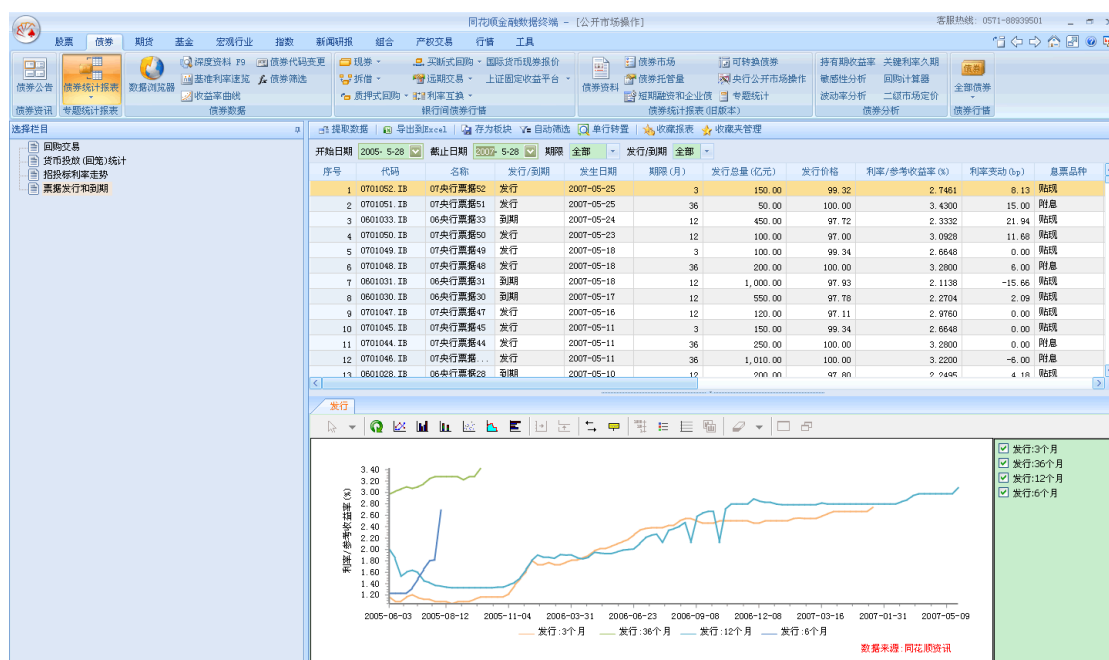 同花顺金融数据终端 - [公开市场操作]
客服热线: 0571-88939501
股票 债券 期货 基金 宏观行业 指数 新闻研报 组合 产权交易 行情 工具
债券公告 债券统计报表 数据浏览器
深度资料 F9 债券代码变更
基准利率速览 债券筛选
收益率曲线
现券 买断式回购 国际货币现券报价
拆借 远期交易 上证固定收益平台
质押式回购 利率互换
债券资料
债券市场 可转换债券
债券托管量 央行公开市场操作
短期融资和企业债 专题统计
持有期收益率 关键利率久期
敏感性分析 回购计算器
波动率分析 二级市场定价
债券
全部债券
债券资讯 专题统计报表 债券数据 银行间债券行情 债券统计报表(旧版本) 债券分析 债券行情
选择栏目
回购交易
货币投放(回笼)统计
招投标利率走势
票据发行和到期
提取数据 导出到Excel 存为板块 自动筛选 单行转置 收藏报表 收藏夹管理
开始日期 2005- 5-28 截止日期 2007- 5-28 期限 全部 发行/到期 全部
序号 代码 名称 发行/到期 发生日期 期限(月) 发行总量(亿元) 发行价格 利率/参考收益率(%) 利率变动(bp) 息票品种
1 0701052.IB 07央行票据52 发行 2007-05-25 3 150.00 99.32 2.7461 8.13 贴现
2 0701051.IB 07央行票据51 发行 2007-05-25 36 50.00 100.00 3.4300 15.00 附息
3 0601033.IB 06央行票据33 到期 2007-05-24 12 450.00 97.72 2.3332 21.94 贴现
4 0701050.IB 07央行票据50 发行 2007-05-23 12 100.00 97.00 3.0928 11.68 贴现
5 0701049.IB 07央行票据49 发行 2007-05-18 3 100.00 99.34 2.6648 0.00 贴现
6 0701048.IB 07央行票据48 发行 2007-05-18 36 200.00 100.00 3.2800 6.00 附息
7 0601031.IB 06央行票据31 到期 2007-05-18 12 1,000.00 97.93 2.1138 -15.66 贴现
8 0601030.IB 06央行票据30 到期 2007-05-17 12 550.00 97.78 2.2704 2.09 贴现
9 0701047.IB 07央行票据47 发行 2007-05-16 12 120.00 97.11 2.9760 0.00 贴现
10 0701045.IB 07央行票据45 发行 2007-05-11 3 150.00 99.34 2.6648 0.00 贴现
11 0701044.IB 07央行票据44 发行 2007-05-11 36 250.00 100.00 3.2800 0.00 附息
12 0701046.IB 07央行票据... 发行 2007-05-11 36 1,010.00 100.00 3.2200 -6.00 附息
13 0601028.IB 06央行票据28 到期 2007-05-10 12 200.00 97.80 2.2495 4.18 贴现
发行
发行:3个月
发行:36个月
发行:12个月
发行:6个月
利率/参考收益率(%)
3.40
3.20
3.00
2.80
2.60
2.40
2.20
2.00
1.80
1.60
1.40
1.20
2005-06-03 2005-08-12 2005-11-04 2006-03-31 2006-06-23 2006-09-08 2006-12-08 2007-03-16 2007-01-31 2007-05-09
发行:3个月 发行:36个月 发行:12个月 发行:6个月
数据来源:同花顺资讯